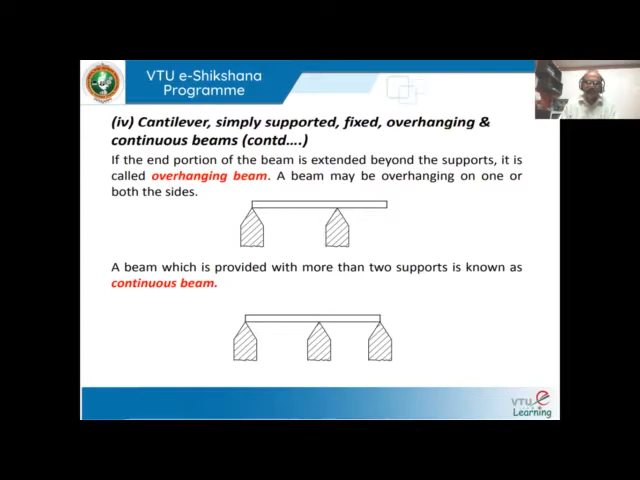 VTU e-Shikshana
Programme
(iv) Cantilever, simply supported, fixed, overhanging &
continuous beams (contd….)
If the end portion of the beam is extended beyond the supports, it is
called overhanging beam. A beam may be overhanging on one or
both the sides.
A beam which is provided with more than two supports is known as
continuous beam.
VTU e
Learning